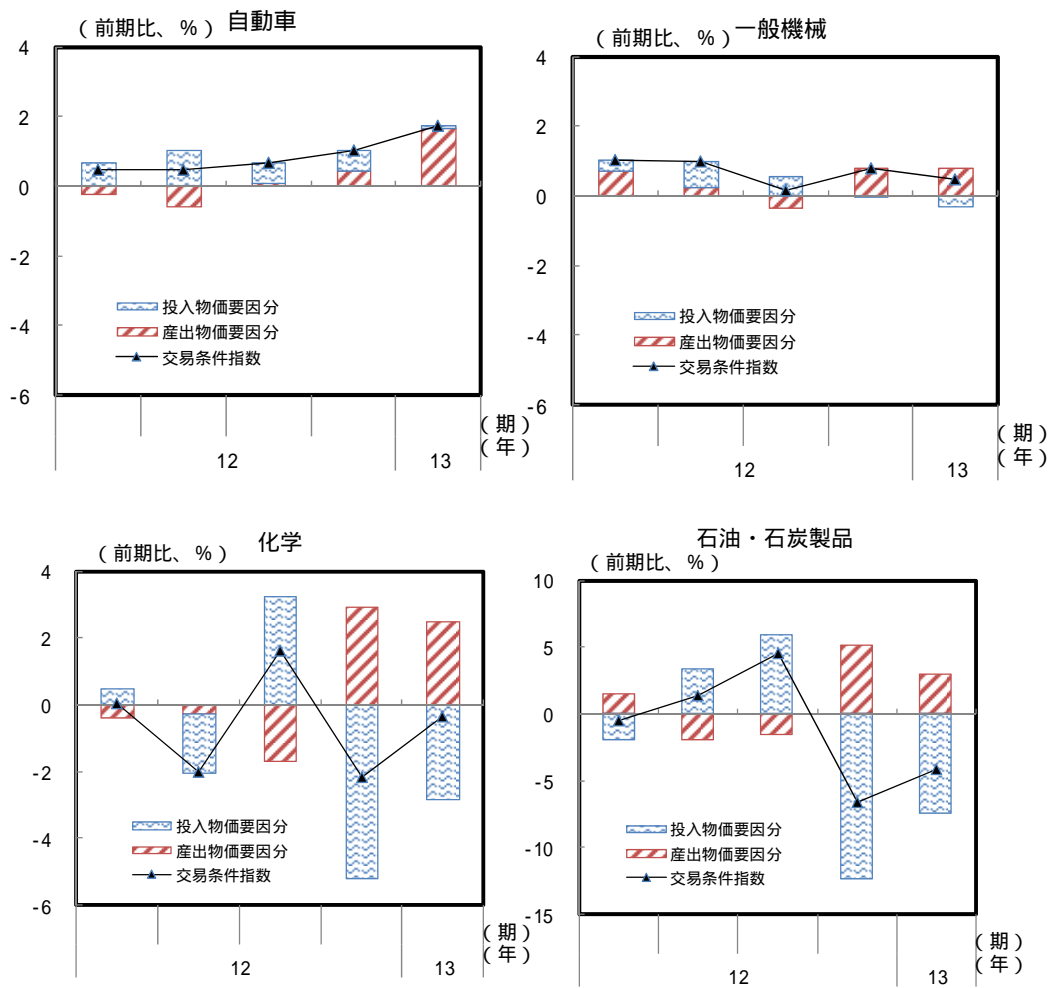 (前期比、%) 自動車
4
2
0
-2
-4
-6
投入物価要因分
産出物価要因分
交易条件指数
(期)
(年)
12
13
(前期比、%) 一般機械
4
2
0
-2
-4
-6
投入物価要因分
産出物価要因分
交易条件指数
(期)
(年)
12
13
(前期比、%) 化学
4
2
0
-2
-4
-6
投入物価要因分
産出物価要因分
交易条件指数
(期)
(年)
12
13
石油・石炭製品
(前期比、%)
10
5
0
-5
-10
-15
投入物価要因分
産出物価要因分
交易条件指数
(期)
(年)
12
13